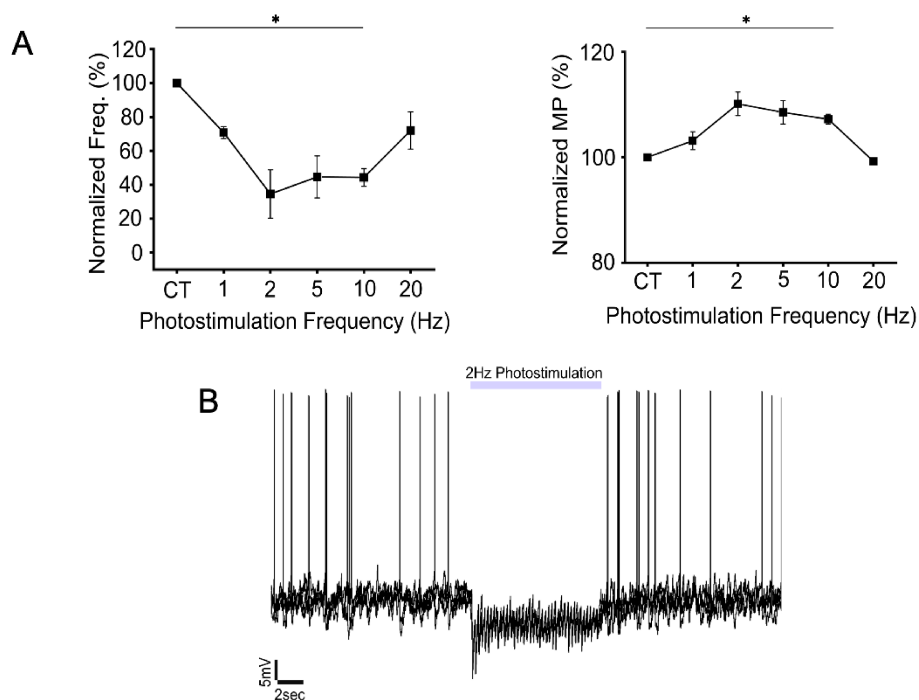 A
*
Normalized Freq. (%)
120
100
80
60
40
20
0
CT 1 2 5 10 20
Photostimulation Frequency (Hz)
*
Normalized MP (%)
120
100
80
CT 1 2 5 10 20
Photostimulation Frequency (Hz)
B
2Hz Photostimulation
5mV
2sec